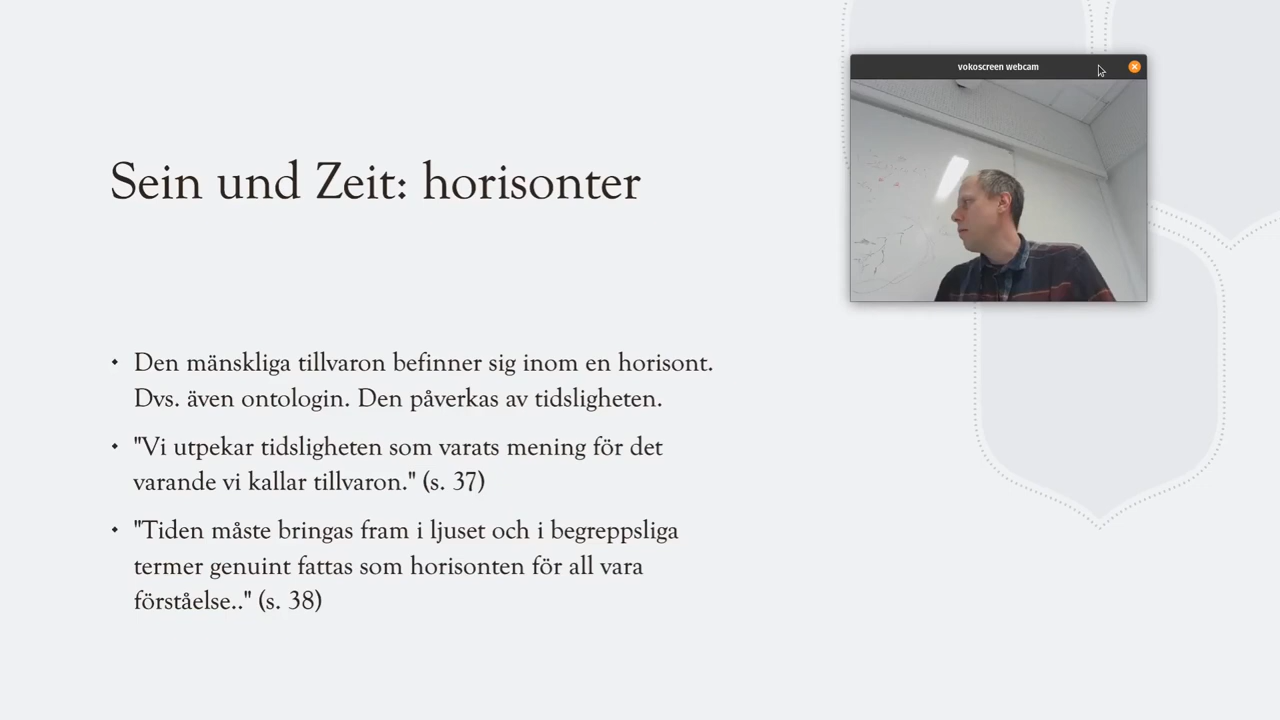 vokoscreen webcam
Sein und Zeit: horisonter
Den mänskliga tillvaron befinner sig inom en horisont.
Dvs. även ontologin. Den påverkas av tidsligheten.
"Vi utpekar tidsligheten som varats mening för det
varande vi kallar tillvaron." (s. 37)
"Tiden måste bringas fram i ljuset och i begreppsliga
termer genuint fattas som horisonten för all vara
förståelse.." (s. 38)